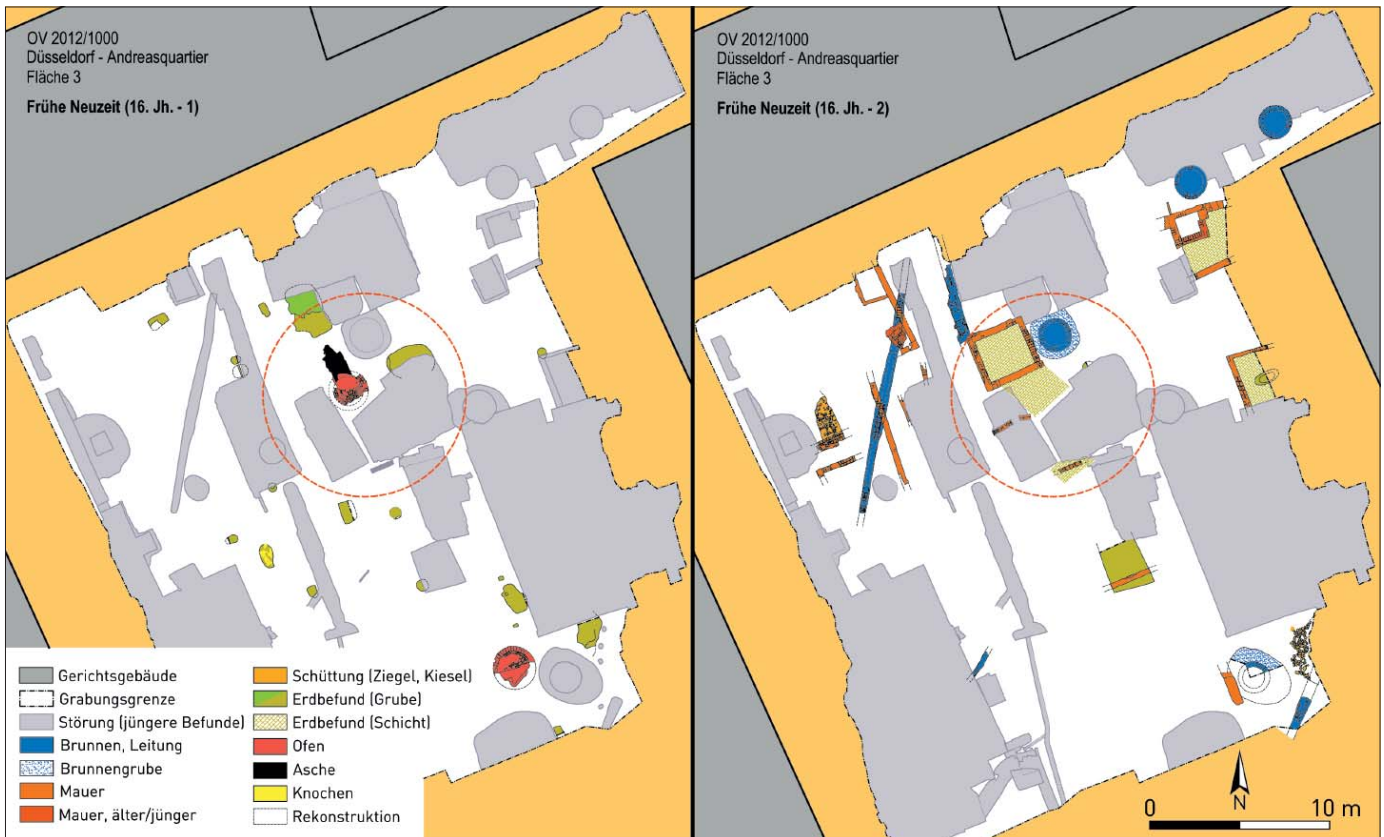 OV 2012/1000
Düsseldorf - Andreasquartier
Fläche 3
Frühe Neuzeit (16. Jh. - 1)
Gerichtsgebäude
Grabungsgrenze
Störung (jüngere Befunde)
Brunnen, Leitung
Brunnengrube
Mauer
Mauer, älter/jünger
Schüttung (Ziegel, Kiesel)
Erdbefund (Grube)
Erdbefund (Schicht)
Ofen
Asche
Knochen
Rekonstruktion
OV 2012/1000
Düsseldorf - Andreasquartier
Fläche 3
Frühe Neuzeit (16. Jh. - 2)
N
0 10 m